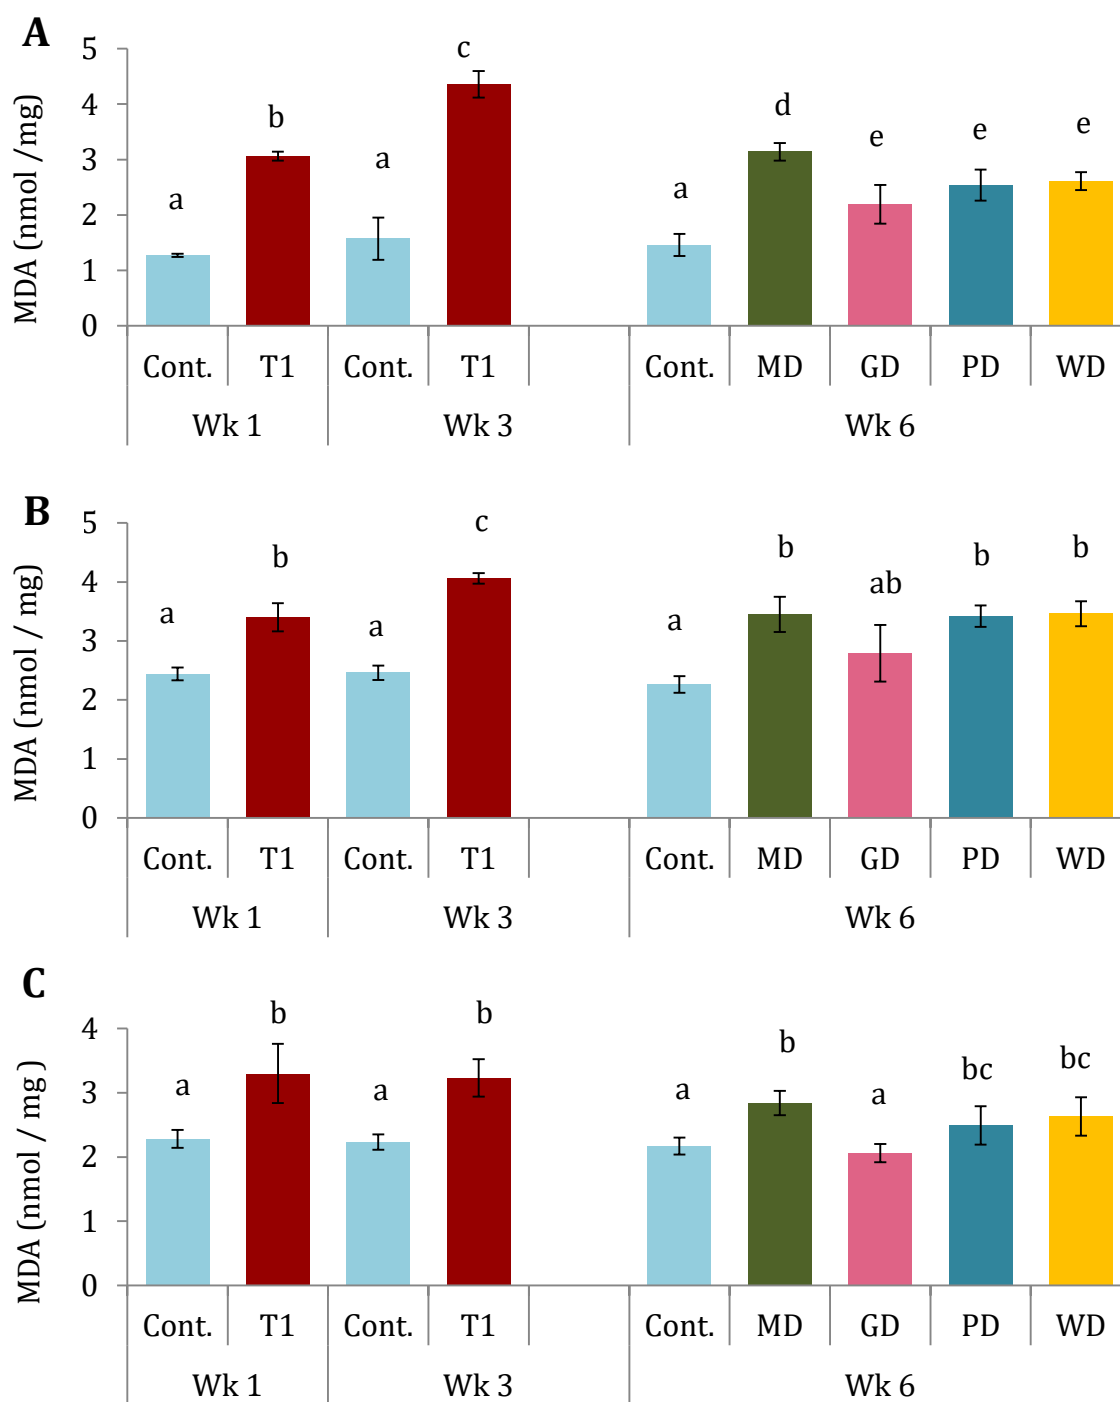 A
MDA (nmol /mg)
5
4
3
2
1
0
a
b
a
c
a
d
e
e
e
Cont. T1 Cont. T1 Cont. MD GD PD WD
Wk 1 Wk 3 Wk 6
B
MDA (nmol / mg)
5
4
3
2
1
0
a
b
a
c
a
b
ab
b
b
Cont. T1 Cont. T1 Cont. MD GD PD WD
Wk 1 Wk 3 Wk 6
C
MDA (nmol / mg )
4
3
2
1
0
a
b
a
b
a
b
a
bc
bc
Cont. T1 Cont. T1 Cont. MD GD PD WD
Wk 1 Wk 3 Wk 6